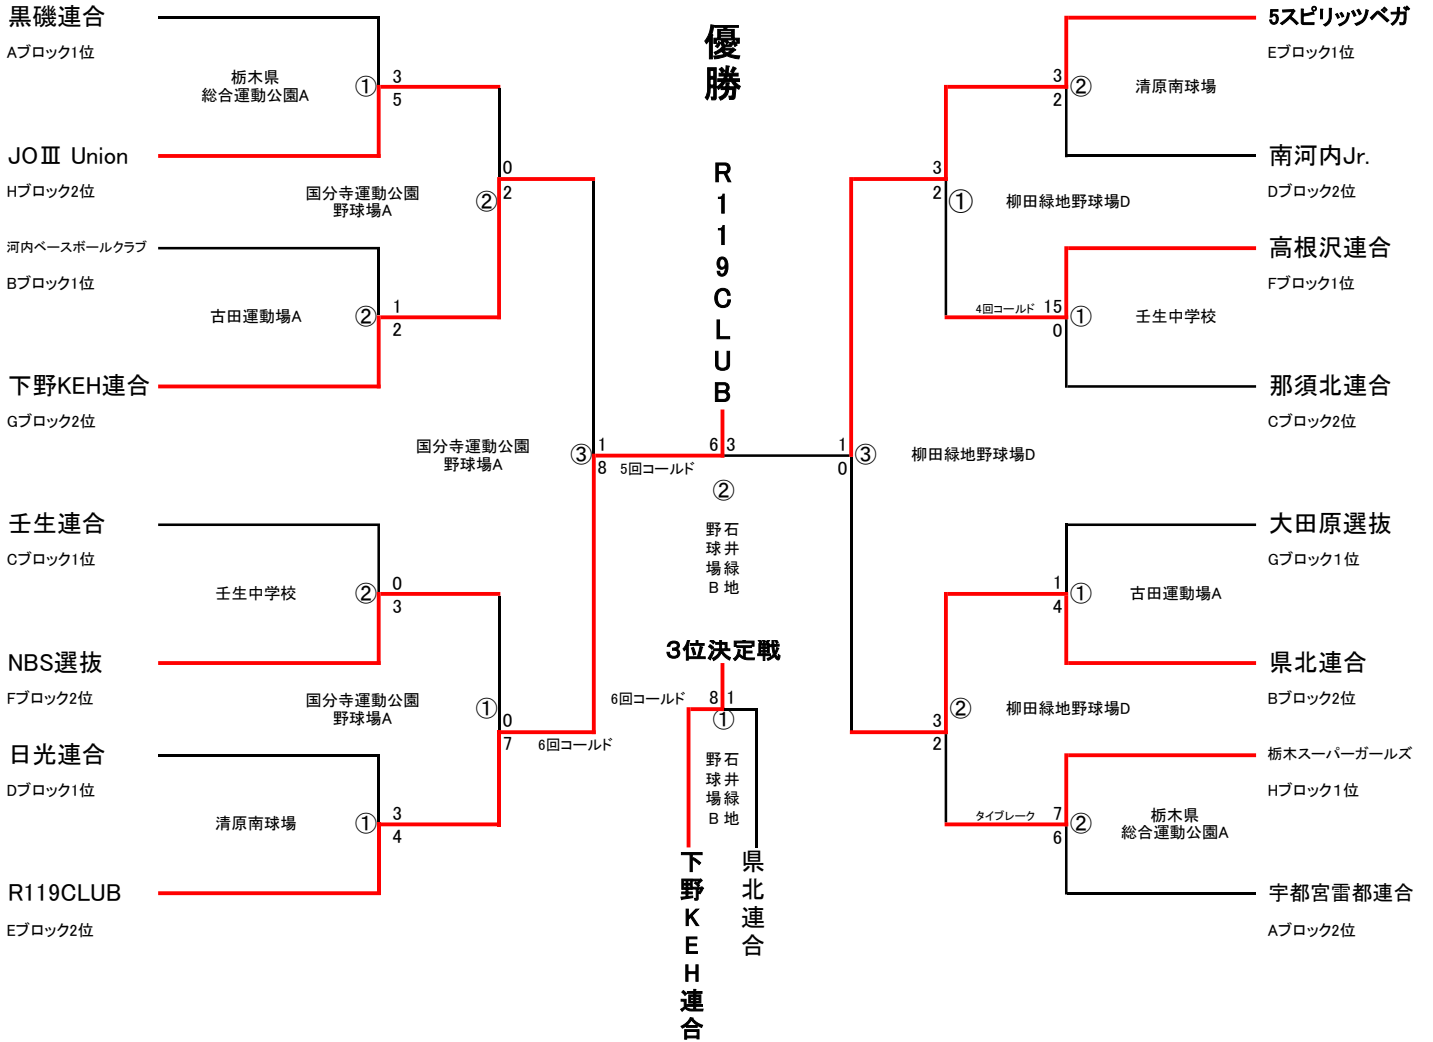 黒磯連合
Aブロック1位
栃木県
総合運動公園A
①
3
5
JOⅢ Union
Hブロック2位
国分寺運動公園
野球場A
②
0
2
河内ベースボールクラブ
Bブロック1位
古田運動場A
②
1
2
下野KEH連合
Gブロック2位
国分寺運動公園
野球場A
③
1
8
5回コールド
壬生連合
Cブロック1位
壬生中学校
②
0
3
NBS選抜
Fブロック2位
国分寺運動公園
野球場A
①
0
7
6回コールド
日光連合
Dブロック1位
清原南球場
①
3
4
R119CLUB
Eブロック2位
優勝
R119CLUB
6
3
②
石井緑地
野球場B
3位決定戦
6回コールド
8
1
①
石井緑地
野球場B
下野KEH連合
県北連合
5スピリッツベガ
Eブロック1位
3
2
②
清原南球場
南河内Jr.
Dブロック2位
3
2
①
柳田緑地野球場D
高根沢連合
Fブロック1位
4回コールド
15
0
①
壬生中学校
那須北連合
Cブロック2位
1
0
③
柳田緑地野球場D
大田原選抜
Gブロック1位
1
4
①
古田運動場A
県北連合
Bブロック2位
3
2
②
柳田緑地野球場D
栃木スーパーガールズ
Hブロック1位
タイブレーク
7
6
②
栃木県
総合運動公園A
宇都宮雷都連合
Aブロック2位